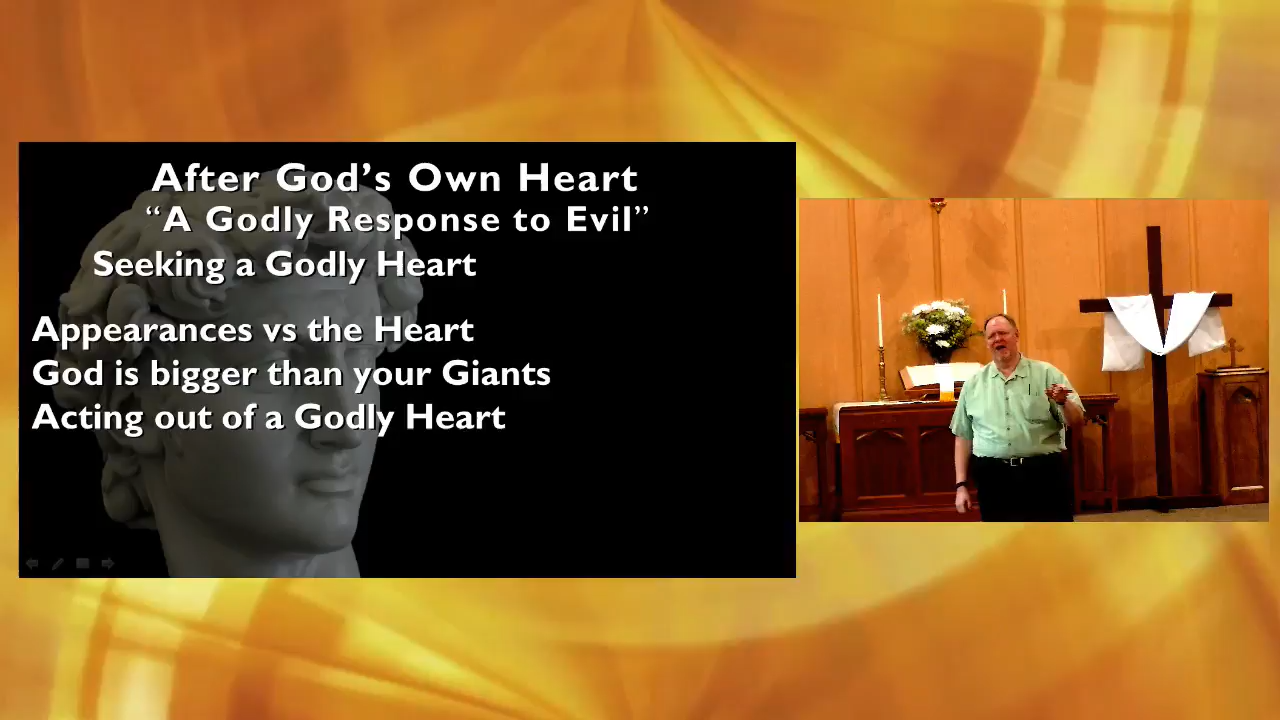 After God’s Own Heart
“A Godly Response to Evil”
Seeking a Godly Heart
Appearances vs the Heart
God is bigger than your Giants
Acting out of a Godly Heart